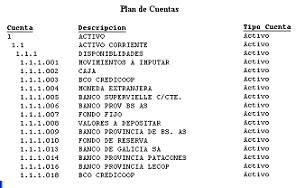 Plan de Cuentas
Cuenta Descripcion Tipo Cuenta
1 ACTIVO Activo
1.1 ACTIVO CORRIENTE Activo
1.1.1 DISPONIBLIDADES Activo
1.1.1.001 MOVIMIENTOS A IMPUTAR Activo
1.1.1.002 CAJA Activo
1.1.1.003 BCO CREDICOOP Activo
1.1.1.004 MONEDA EXTRANJERA Activo
1.1.1.005 BANCO SUPERVIELLE C/CTE. Activo
1.1.1.006 BANCO PROV BS AS Activo
1.1.1.007 FONDO FIJO Activo
1.1.1.008 VALORES A DEPOSITAR Activo
1.1.1.009 BANCO PROVINCIA DE BS. AS Activo
1.1.1.010 FONDO DE RESERVA Activo
1.1.1.013 BANCO DE GALICIA SA Activo
1.1.1.014 BANCO PROVINCIA PATACONES Activo
1.1.1.016 BANCO PROVINCIA LECOP Activo
1.1.1.018 BCO CREDICOOP Activo